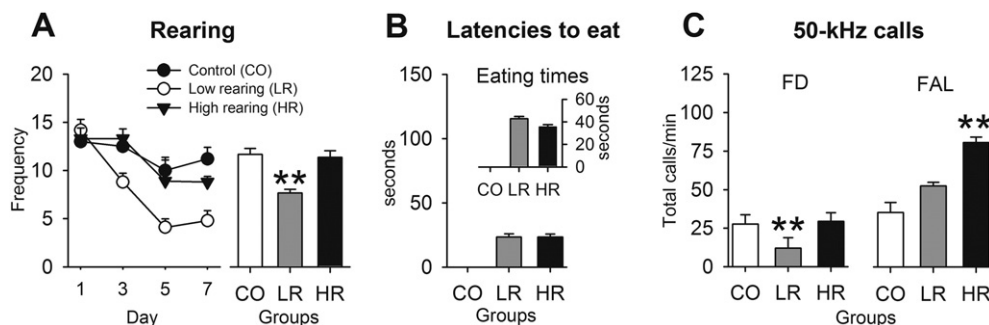 A Rearing
20
15
10
5
0
Frequency
Control (CO)
Low rearing (LR)
High rearing (HR)
**
1 3 5 7
Day
CO LR HR
Groups
B Latencies to eat
150
100
50
0
seconds
Eating times
60
40
20
0
seconds
CO LR HR
CO LR HR
Groups
C 50-kHz calls
125
100
75
50
25
0
Total calls/min
FD
FAL
**
**
CO LR HR
CO LR HR
Groups